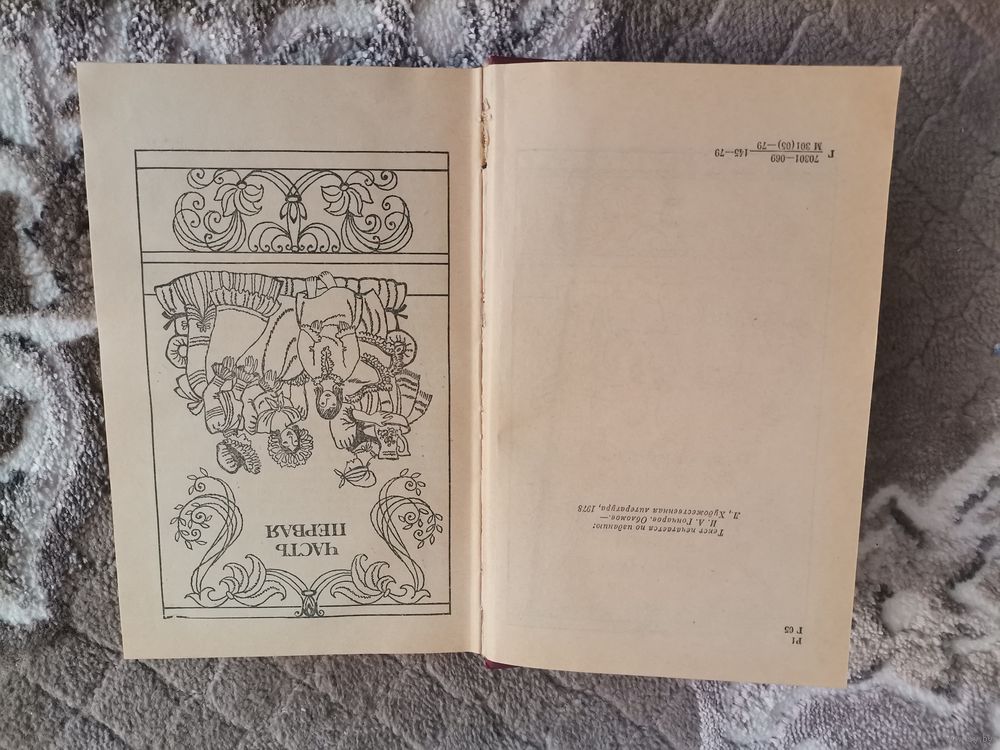 Р1
Г 65
Текст печатается по изданию:
И. А. Гончаров. Обломов.—
Л., Художественная литература, 1978
Г 70301—069
М 301(03)—79 145—79
ЧАСТЬ
ПЕРВАЯ